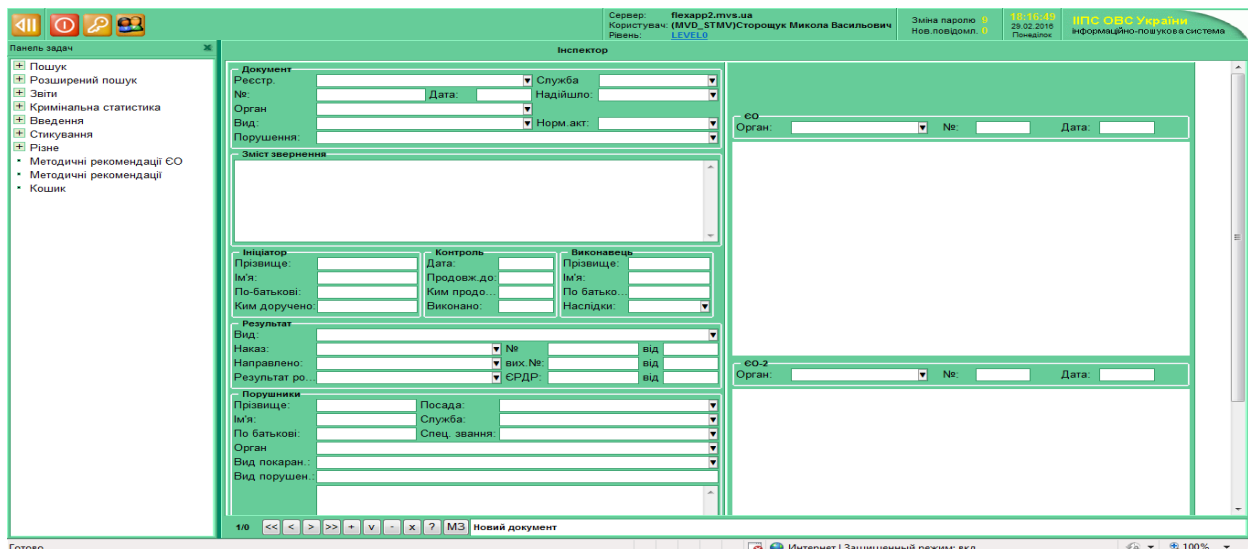 Сервер: flexapp2.mvs.ua
Користувач: (MVD_STMV)Сторощук Микола Васильович
Рівень: LEVEL0
Зміна паролю 9
Нов.повідомл. 0
18:16:49
29.02.2016
Понеділок
ІІПС ОВС України
інформаційно-пошукова система
Панель задач
Інспектор
Пошук
Розширений пошук
Звіти
Кримінальна статистика
Введення
Стикування
Різне
Методичні рекомендації ЄО
Методичні рекомендації
Кошик
Документ
Реєстр. Служба
№: Дата: Надійшло:
Орган
Вид: Норм.акт:
Порушення:
Зміст звернення
Ініціатор Контроль Виконавець
Прізвище: Дата: Прізвище:
Ім'я: Продовж.до: Ім'я:
По-батькові: Ким продо... По батько...
Ким доручено: Виконано: Наслідки:
Результат
Вид:
Наказ: № від
Направлено: вих.№: від
Результат ро... ЄРДР: від
Порушники
Прізвище: Посада:
Ім'я: Служба:
По батькові: Спец. звання:
Орган
Вид покаран.:
Вид порушен.:
ЄО
Орган: №: Дата:
ЄО-2
Орган: №: Дата:
1/0 << < > >> + v - x ? МЗ Новий документ
Готово Интернет | Защищенный режим: вкл. 100%